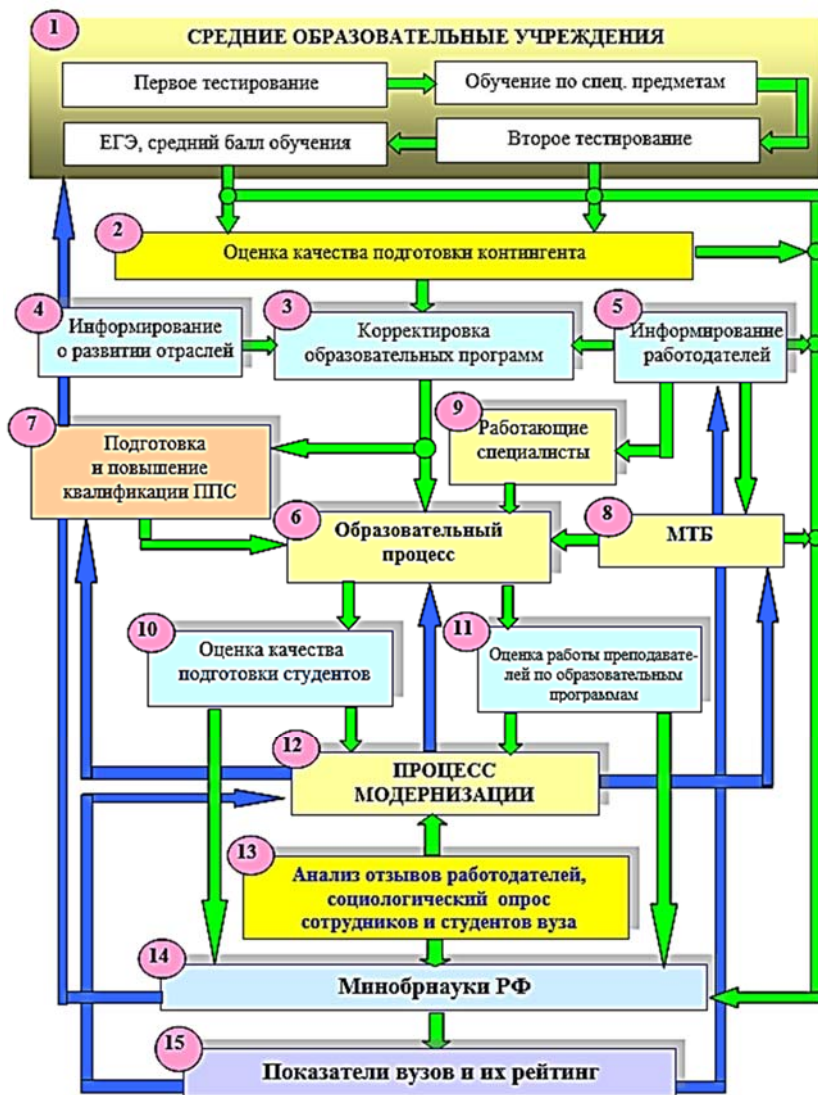 1
СРЕДНИЕ ОБРАЗОВАТЕЛЬНЫЕ УЧРЕЖДЕНИЯ
Первое тестирование
Обучение по спец. предметам
ЕГЭ, средний балл обучения
Второе тестирование
2
Оценка качества подготовки контингента
4
Информирование
о развитии отраслей
3
Корректировка
образовательных программ
5
Информирование
работодателей
7
Подготовка
и повышение
квалификации ППС
9
Работающие
специалисты
6
Образовательный
процесс
8
МТБ
10
Оценка качества
подготовки студентов
11
Оценка работы преподавате-
лей по образовательным
программам
12
ПРОЦЕСС
МОДЕРНИЗАЦИИ
13
Анализ отзывов работодателей,
социологический опрос
сотрудников и студентов вуза
14
Минобрнауки РФ
15
Показатели вузов и их рейтинг